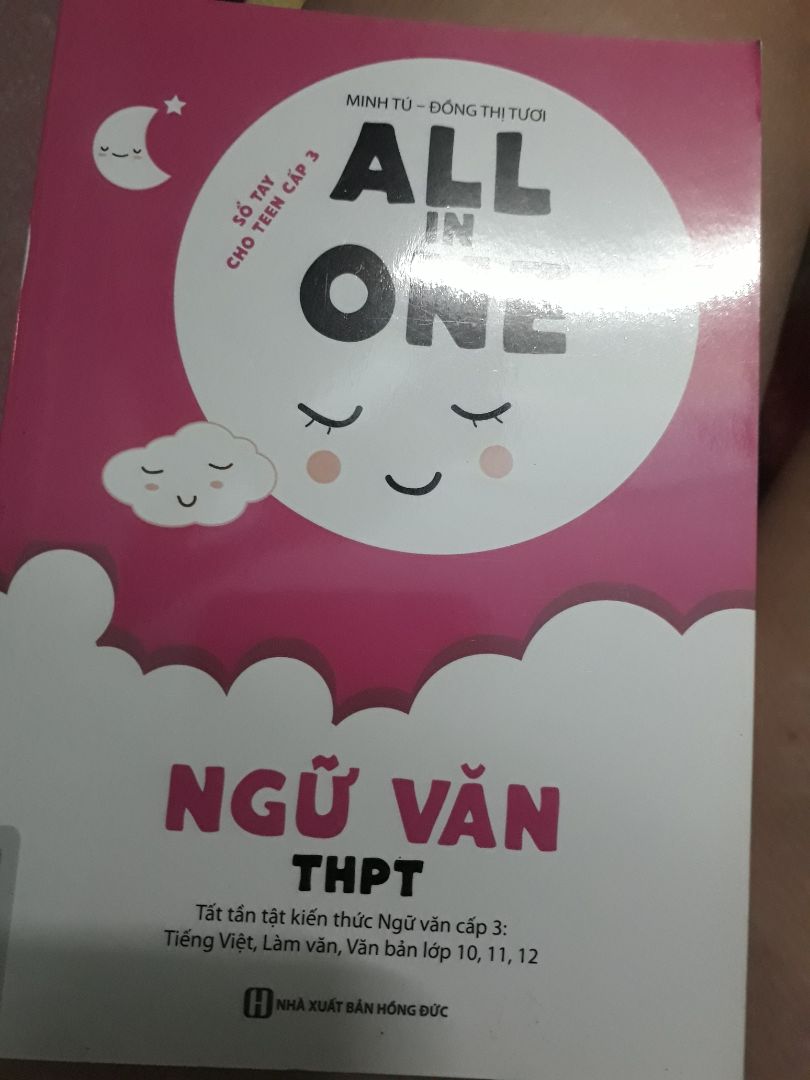 MINH TÚ – ĐỒNG THỊ TƯƠI
SỔ TAY
CHO TEEN CẤP 3
ALL
IN
ONE
NGỮ VĂN
THPT
Tất tần tật kiến thức Ngữ văn cấp 3:
Tiếng Việt, Làm văn, Văn bản lớp 10, 11, 12
NHÀ XUẤT BẢN HỒNG ĐỨC